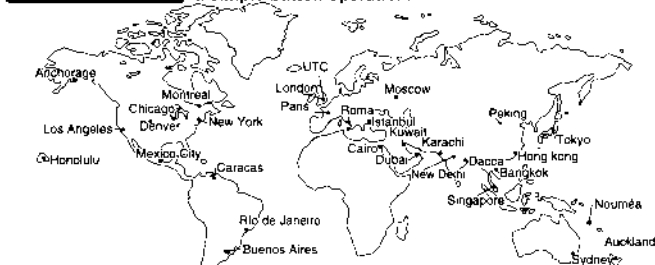 UTC
London
Moscow
Anchorage
Montreal
Paris
Roma
Peking
Chicago
Istanbul
Los Angeles
Denver
New York
Kuwait
Tokyo
Cairo
Karachi
Honolulu
Mexico City
Dubai
Dacca
Hong kong
Caracas
New Delhi
Bangkok
Singapore
Nouméa
Rio de Janeiro
Auckland
Buenos Aires
Sydney